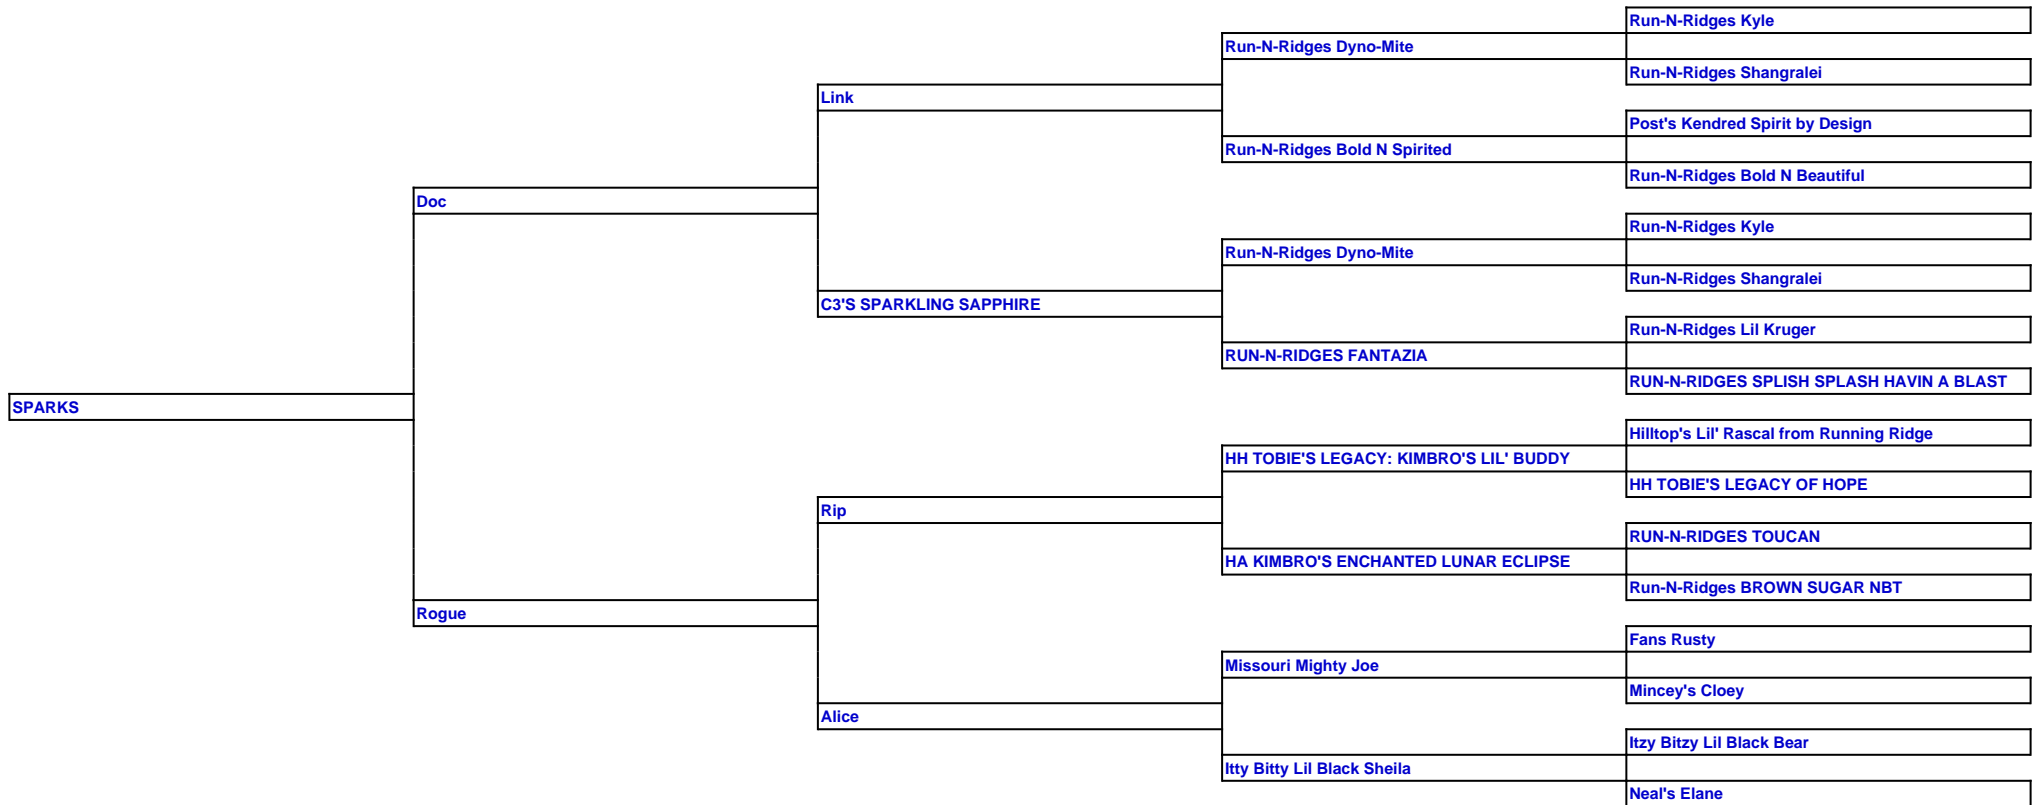 Run-N-Ridges Kyle
Run-N-Ridges Dyno-Mite
Run-N-Ridges Shangralei
Link
Post's Kendred Spirit by Design
Run-N-Ridges Bold N Spirited
Run-N-Ridges Bold N Beautiful
Doc
Run-N-Ridges Kyle
Run-N-Ridges Dyno-Mite
Run-N-Ridges Shangralei
C3'S SPARKLING SAPPHIRE
Run-N-Ridges Lil Kruger
RUN-N-RIDGES FANTAZIA
RUN-N-RIDGES SPLISH SPLASH HAVIN A BLAST
SPARKS
Hilltop's Lil' Rascal from Running Ridge
HH TOBIE'S LEGACY: KIMBRO'S LIL' BUDDY
HH TOBIE'S LEGACY OF HOPE
Rip
RUN-N-RIDGES TOUCAN
HA KIMBRO'S ENCHANTED LUNAR ECLIPSE
Run-N-Ridges BROWN SUGAR NBT
Rogue
Fans Rusty
Missouri Mighty Joe
Mincey's Cloey
Alice
Itzy Bitzy Lil Black Bear
Itty Bitty Lil Black Sheila
Neal's Elane